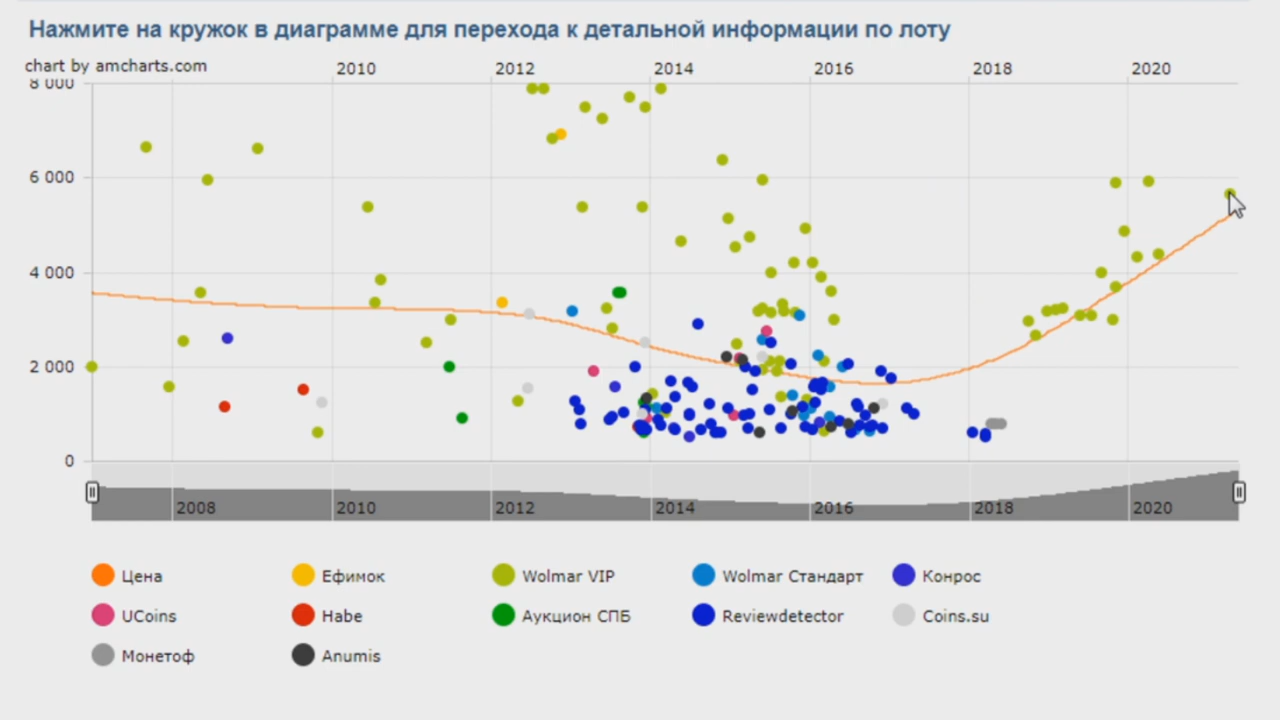 Нажмите на кружок в диаграмме для перехода к детальной информации по лоту
chart by amcharts.com
2010 2012 2014 2016 2018 2020
8 000
6 000
4 000
2 000
0
2008 2010 2012 2014 2016 2018 2020
Цена Ефимок Wolmar VIP Wolmar Стандарт Конрос
UCoins Habe Аукцион СПБ Reviewdetector Coins.su
Монетоф Anumis